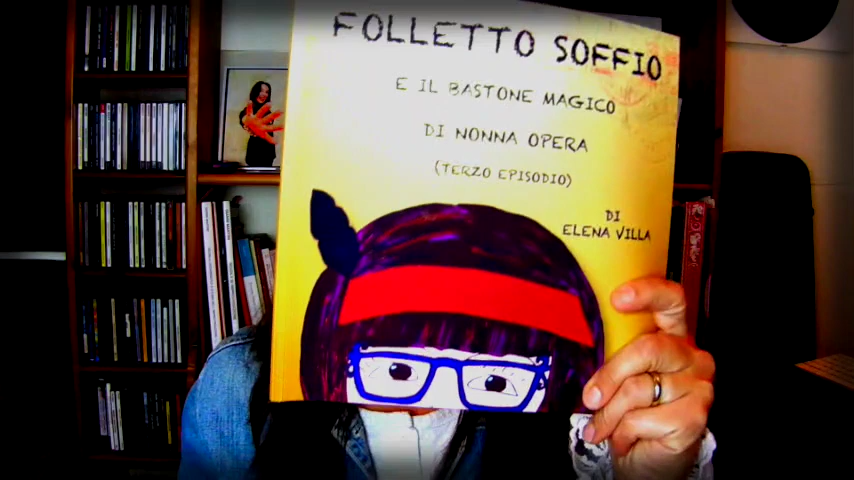 FOLLETTO SOFFIO
E IL BASTONE MAGICO
DI NONNA OPERA
(TERZO EPISODIO)
DI
ELENA VILLA